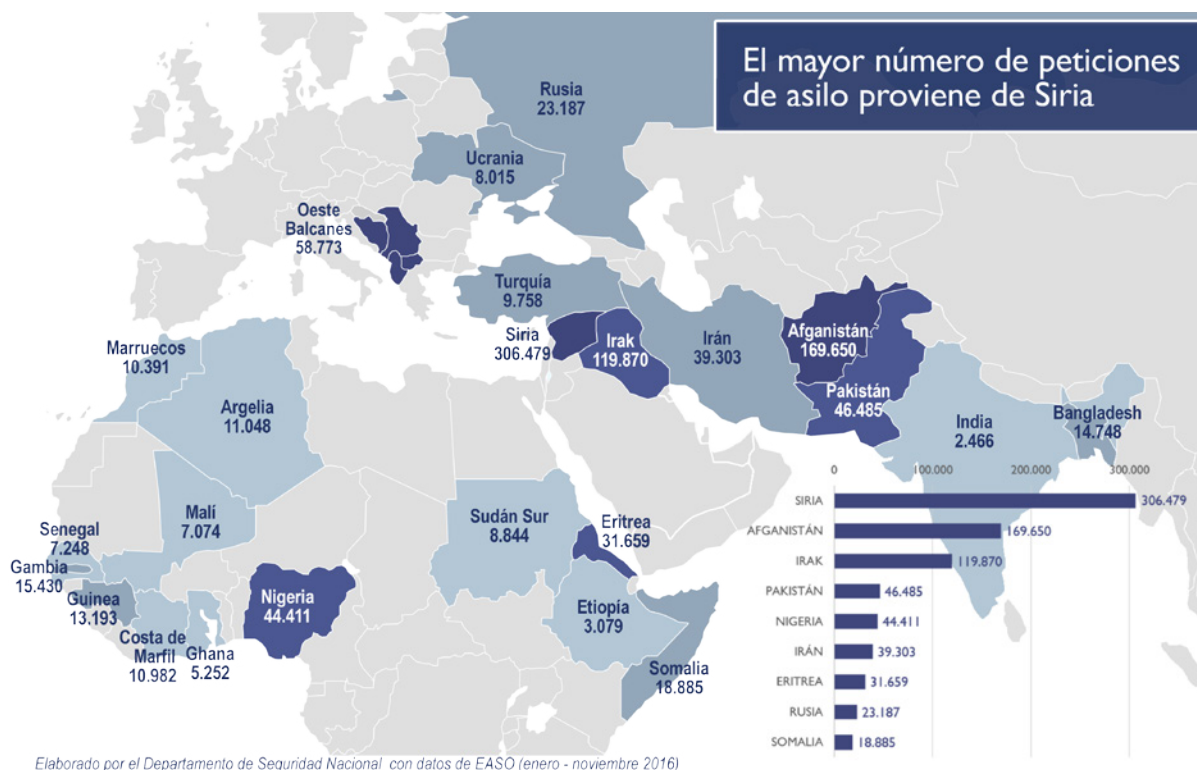 El mayor número de peticiones
de asilo proviene de Siria
Rusia
23.187
Ucrania
8.015
Oeste
Balcanes
58.773
Turquía
9.758
Siria
306.479
Irak
119.870
Irán
39.303
Afganistán
169.650
Pakistán
46.485
India
2.466
Bangladesh
14.748
Marruecos
10.391
Argelia
11.048
Malí
7.074
Senegal
7.248
Gambia
15.430
Guinea
13.193
Costa de
Marfil
10.982
Ghana
5.252
Nigeria
44.411
Sudán Sur
8.844
Eritrea
31.659
Etiopía
3.079
Somalia
18.885
0 100.000 200.000 300.000
SIRIA 306.479
AFGANISTÁN 169.650
IRAK 119.870
PAKISTÁN 46.485
NIGERIA 44.411
IRÁN 39.303
ERITREA 31.659
RUSIA 23.187
SOMALIA 18.885
Elaborado por el Departamento de Seguridad Nacional con datos de EASO (enero - noviembre 2016)